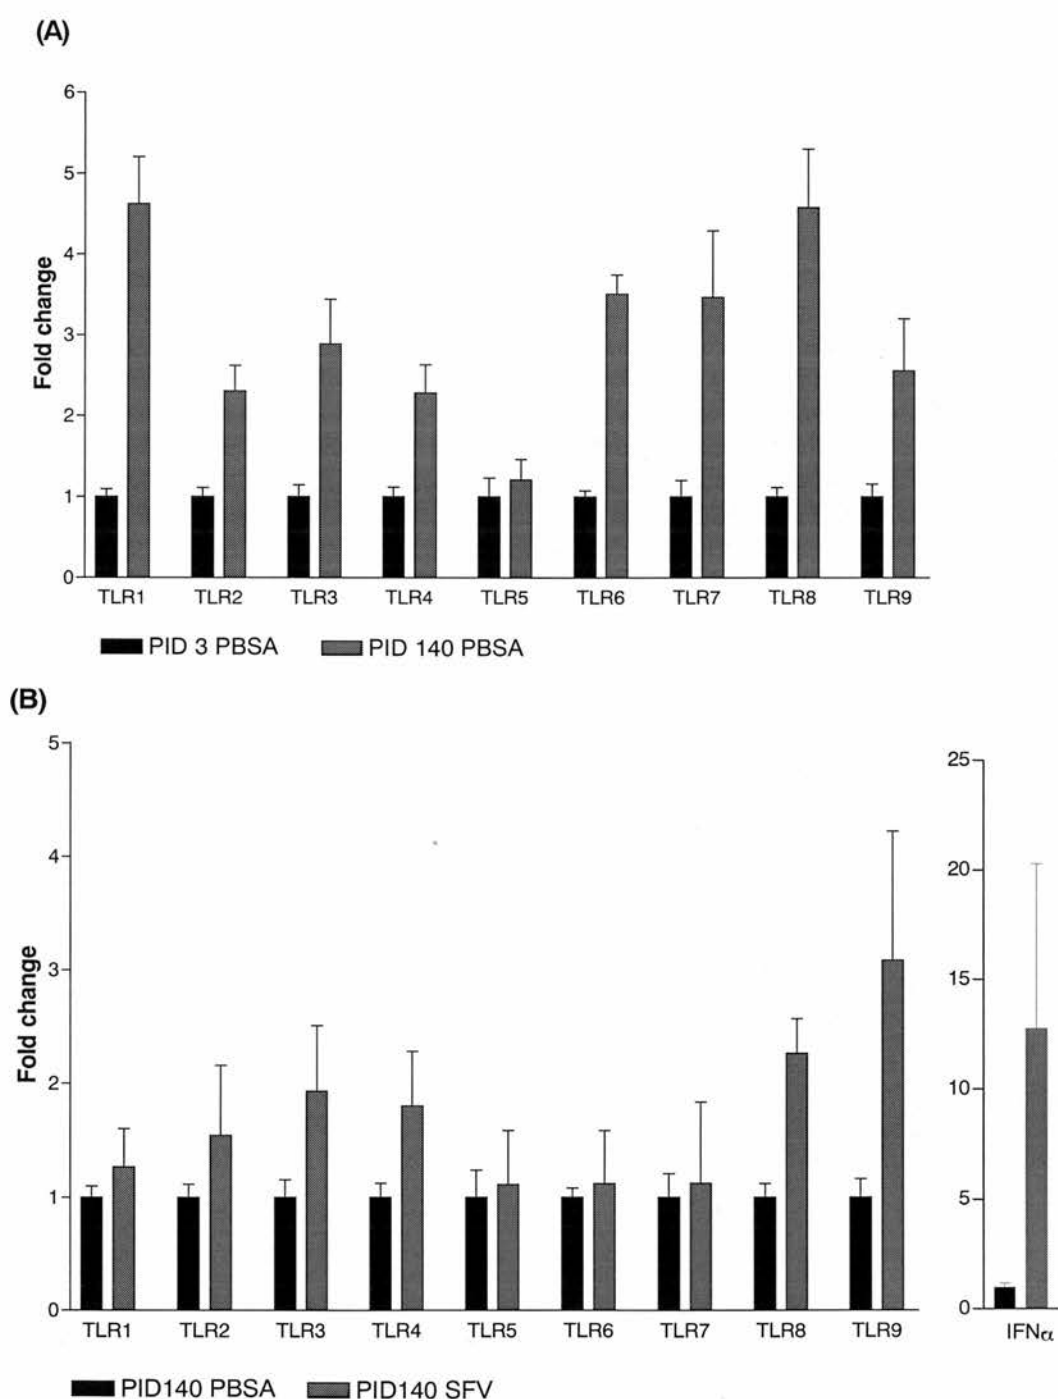 (A)
Fold change
6
5
4
3
2
1
0
TLR1 TLR2 TLR3 TLR4 TLR5 TLR6 TLR7 TLR8 TLR9
PID 3 PBSA PID 140 PBSA
(B)
Fold change
5
4
3
2
1
0
TLR1 TLR2 TLR3 TLR4 TLR5 TLR6 TLR7 TLR8 TLR9
25
20
15
10
5
0
IFNα
PID140 PBSA PID140 SFV